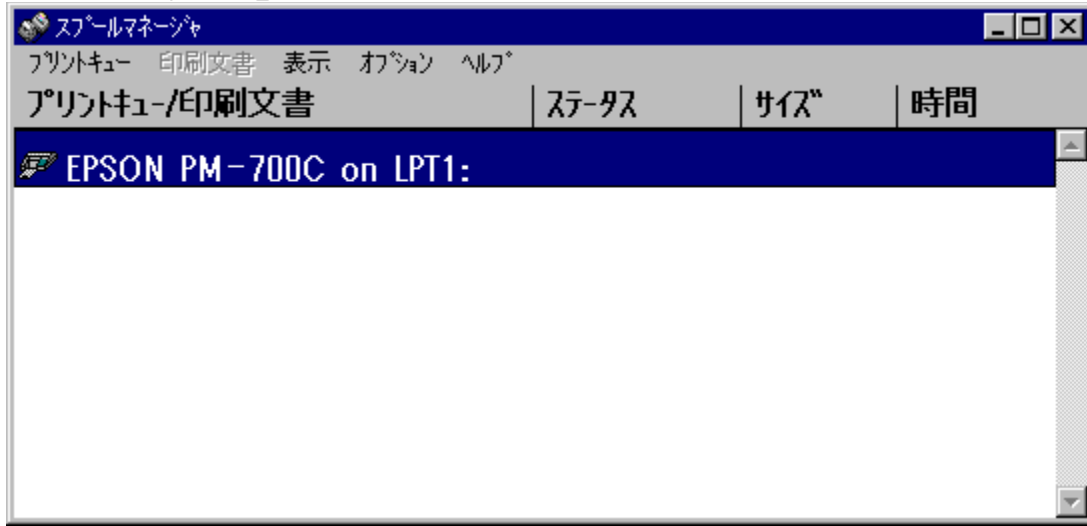 スプールマネージャ
プリントキュー 印刷文書 表示 オプション ヘルプ
プリントキュー/印刷文書 ステータス サイズ 時間
EPSON PM-700C on LPT1: